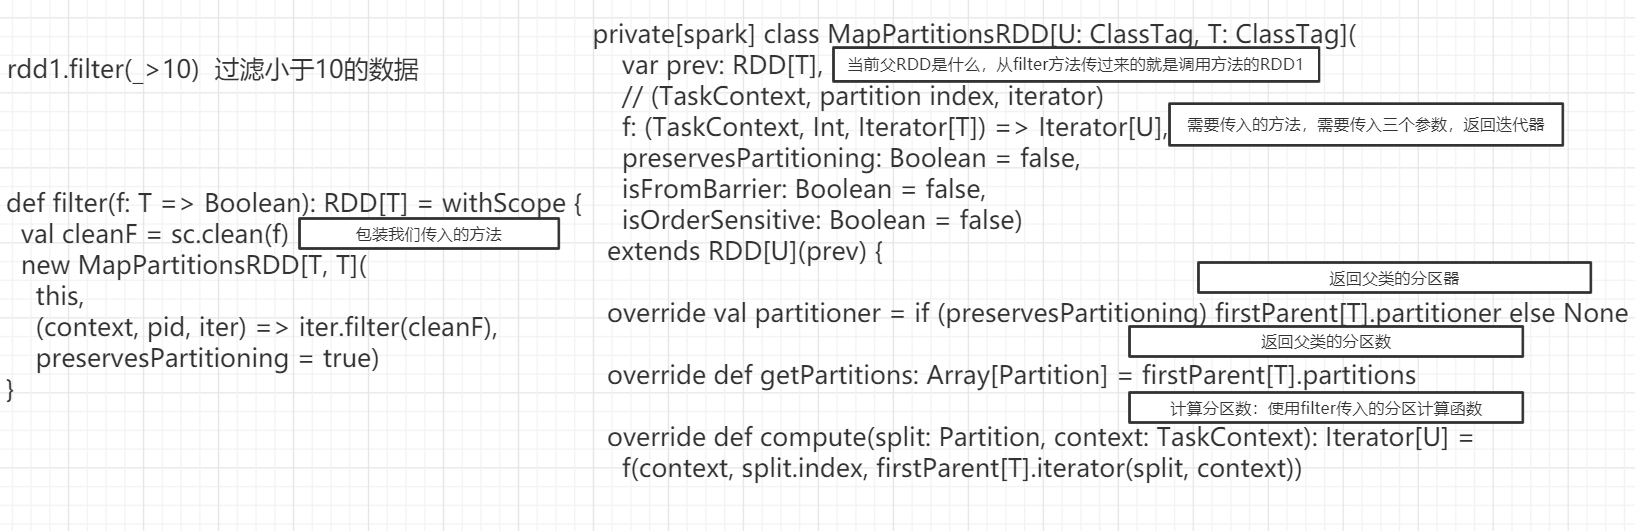 rdd1.filter(_>10)  过滤小于10的数据
def filter(f: T => Boolean): RDD[T] = withScope {
val cleanF = sc.clean(f)
包装我们传入的方法
new MapPartitionsRDD[T, T](
this,
(context, pid, iter) => iter.filter(cleanF),
preservesPartitioning = true)
}
private[spark] class MapPartitionsRDD[U: ClassTag, T: ClassTag](
var prev: RDD[T],
当前父RDD是什么，从filter方法传过来的就是调用方法的RDD1
// (TaskContext, partition index, iterator)
f: (TaskContext, Int, Iterator[T]) => Iterator[U],
需要传入的方法，需要传入三个参数，返回迭代器
preservesPartitioning: Boolean = false,
isFromBarrier: Boolean = false,
isOrderSensitive: Boolean = false)
extends RDD[U](prev) {
返回父类的分区器
override val partitioner = if (preservesPartitioning) firstParent[T].partitioner else None
返回父类的分区数
override def getPartitions: Array[Partition] = firstParent[T].partitions
计算分区数：使用filter传入的分区计算函数
override def compute(split: Partition, context: TaskContext): Iterator[U] =
f(context, split.index, firstParent[T].iterator(split, context))